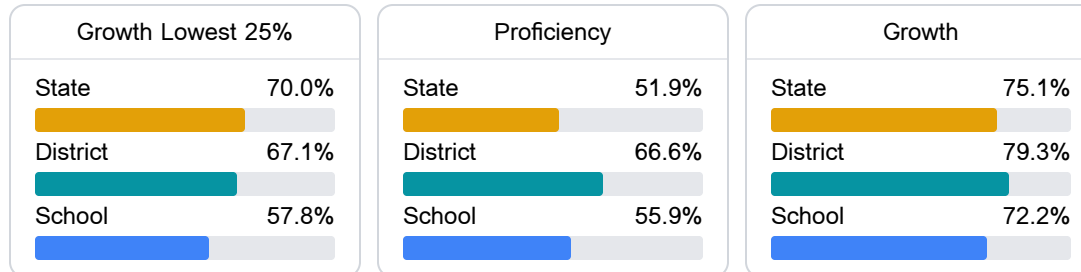 Growth Lowest 25%
State 70.0%
District 67.1%
School 57.8%
Proficiency
State 51.9%
District 66.6%
School 55.9%
Growth
State 75.1%
District 79.3%
School 72.2%